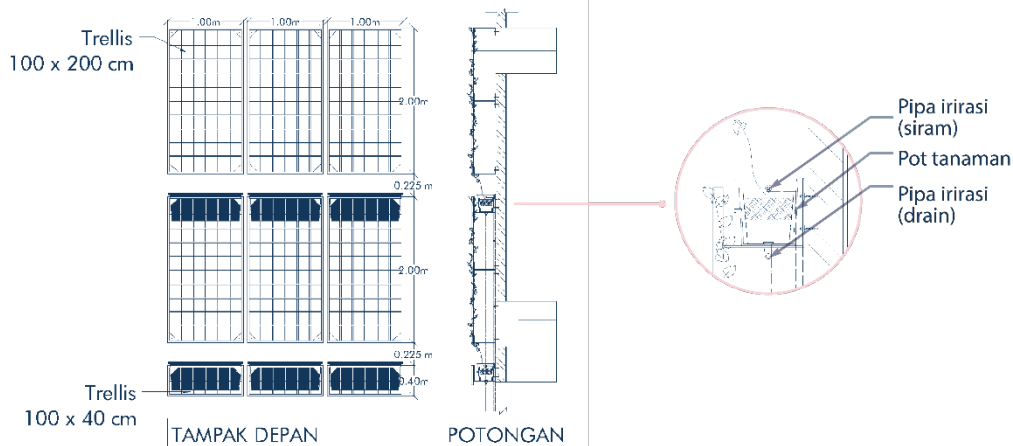 1.00m 1.00m 1.00m
Trellis
100 x 200 cm
2.00m
0.225 m
2.00m
0.225 m
0.40m
Trellis
100 x 40 cm
TAMPAK DEPAN
POTONGAN
Pipa irirasi
(siram)
Pot tanaman
Pipa irirasi
(drain)